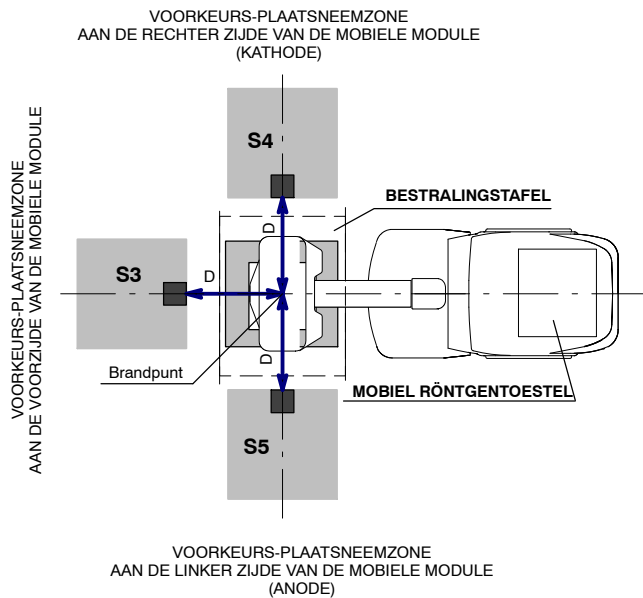 VOORKEURS-PLAATSNEEMZONE
AAN DE RECHTER ZIJDE VAN DE MOBIELE MODULE
(KATHODE)
S4
BESTRALINGSTAFEL
D
VOORKEURS-PLAATSNEEMZONE
AAN DE VOORZIJDE VAN DE MOBIELE MODULE
S3
D
D
Brandpunt
MOBIEL RÖNTGENTOESTEL
S5
VOORKEURS-PLAATSNEEMZONE
AAN DE LINKER ZIJDE VAN DE MOBIELE MODULE
(ANODE)